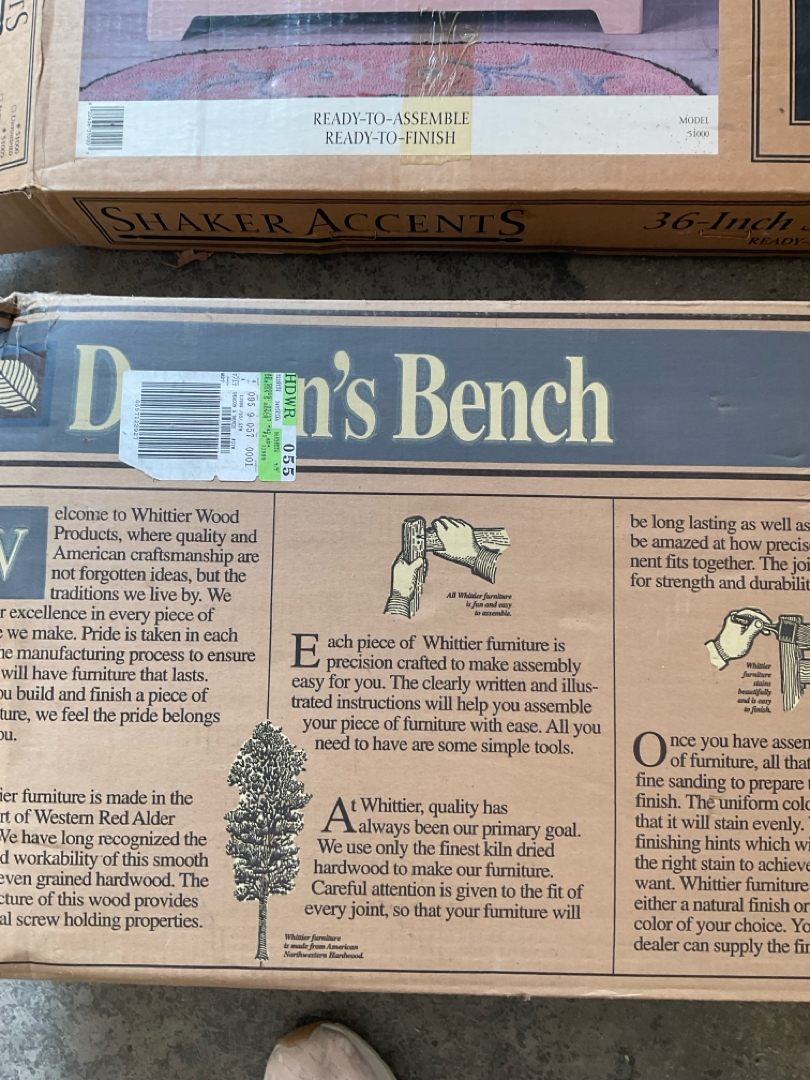 READY-TO-ASSEMBLE
READY-TO-FINISH
MODEL
51000
SHAKER ACCENTS
36-Inch
READY-
D
n's Bench
HDWR 055
095 9 057 0001
W
elcome to Whittier Wood
Products, where quality and
American craftsmanship are
not forgotten ideas, but the
traditions we live by. We
r excellence in every piece of
e we make. Pride is taken in each
he manufacturing process to ensure
will have furniture that lasts.
ou build and finish a piece of
ture, we feel the pride belongs
ou.
ier furniture is made in the
rt of Western Red Alder
We have long recognized the
d workability of this smooth
even grained hardwood. The
cture of this wood provides
al screw holding properties.
All Whittier furniture
is fun and easy
to assemble.
Each piece of Whittier furniture is
precision crafted to make assembly
easy for you. The clearly written and illus-
trated instructions will help you assemble
your piece of furniture with ease. All you
need to have are some simple tools.
At Whittier, quality has
always been our primary goal.
We use only the finest kiln dried
hardwood to make our furniture.
Careful attention is given to the fit of
every joint, so that your furniture will
Whittier furniture
is made from American
Northwestern Hardwood.
be long lasting as well as
be amazed at how precis
nent fits together. The joi
for strength and durabilit
Whittier
furniture
stains
beautifully
and is easy
to finish.
Once you have assem
of furniture, all that
fine sanding to prepare t
finish. The uniform colo
that it will stain evenly.
finishing hints which wi
the right stain to achieve
want. Whittier furniture
either a natural finish or
color of your choice. Yo
dealer can supply the fin